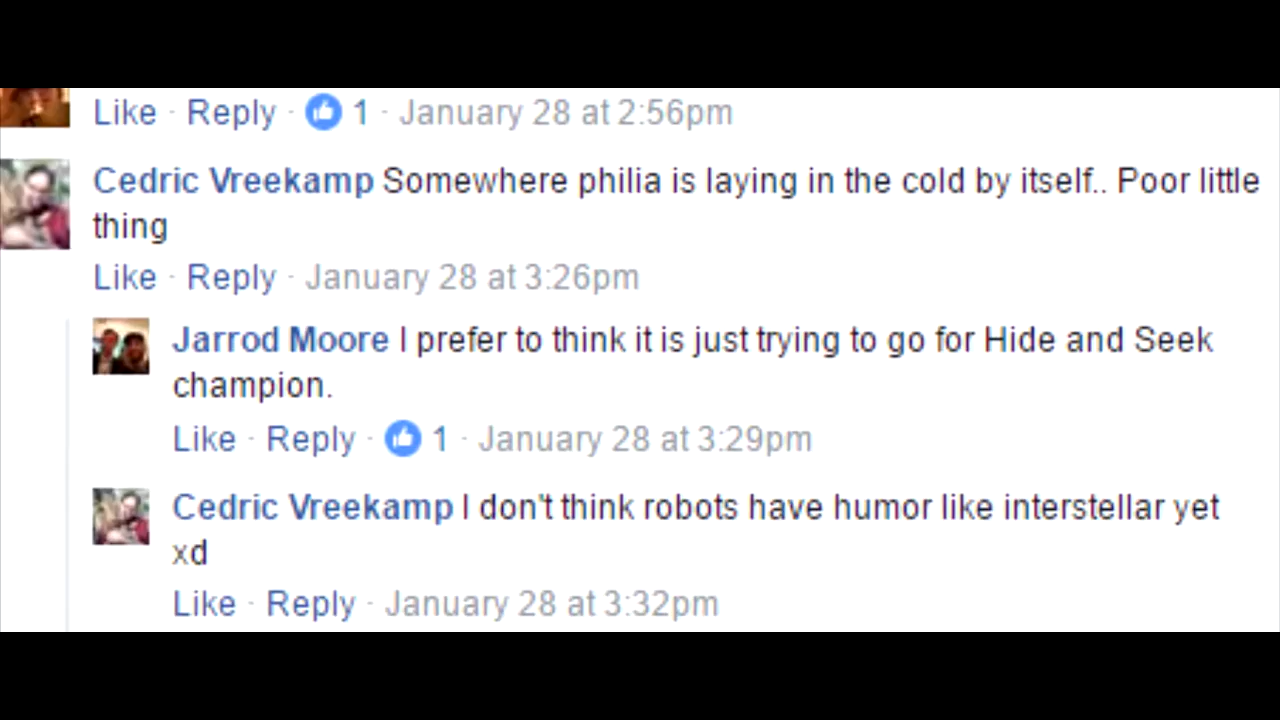 Like · Reply · 1 · January 28 at 2:56pm
Cedric Vreekamp Somewhere philia is laying in the cold by itself.. Poor little
thing
Like · Reply · January 28 at 3:26pm
Jarrod Moore I prefer to think it is just trying to go for Hide and Seek
champion.
Like · Reply · 1 · January 28 at 3:29pm
Cedric Vreekamp I don't think robots have humor like interstellar yet
xd
Like · Reply · January 28 at 3:32pm